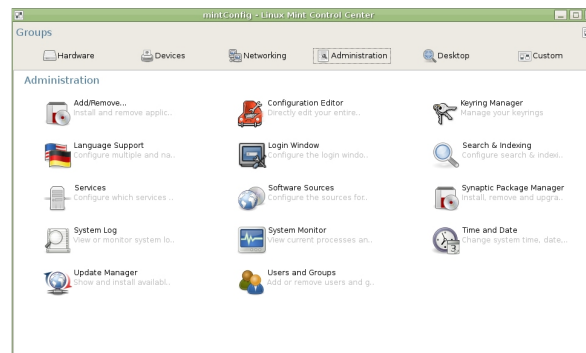 mintConfig - Linux Mint Control Center
Groups
Hardware
Devices
Networking
Administration
Desktop
Custom
Administration
Add/Remove...
Install and remove applic..
Configuration Editor
Directly edit your entire..
Keyring Manager
Manage your keyrings
Language Support
Configure multiple and na..
Login Window
Configure the login windo..
Search & Indexing
Configure search & indexi..
Services
Configure which services ..
Software Sources
Configure the sources for..
Synaptic Package Manager
Install, remove and upgra..
System Log
View or monitor system lo..
System Monitor
View current processes an..
Time and Date
Change system time, date,..
Update Manager
Show and install availabl..
Users and Groups
Add or remove users and g..